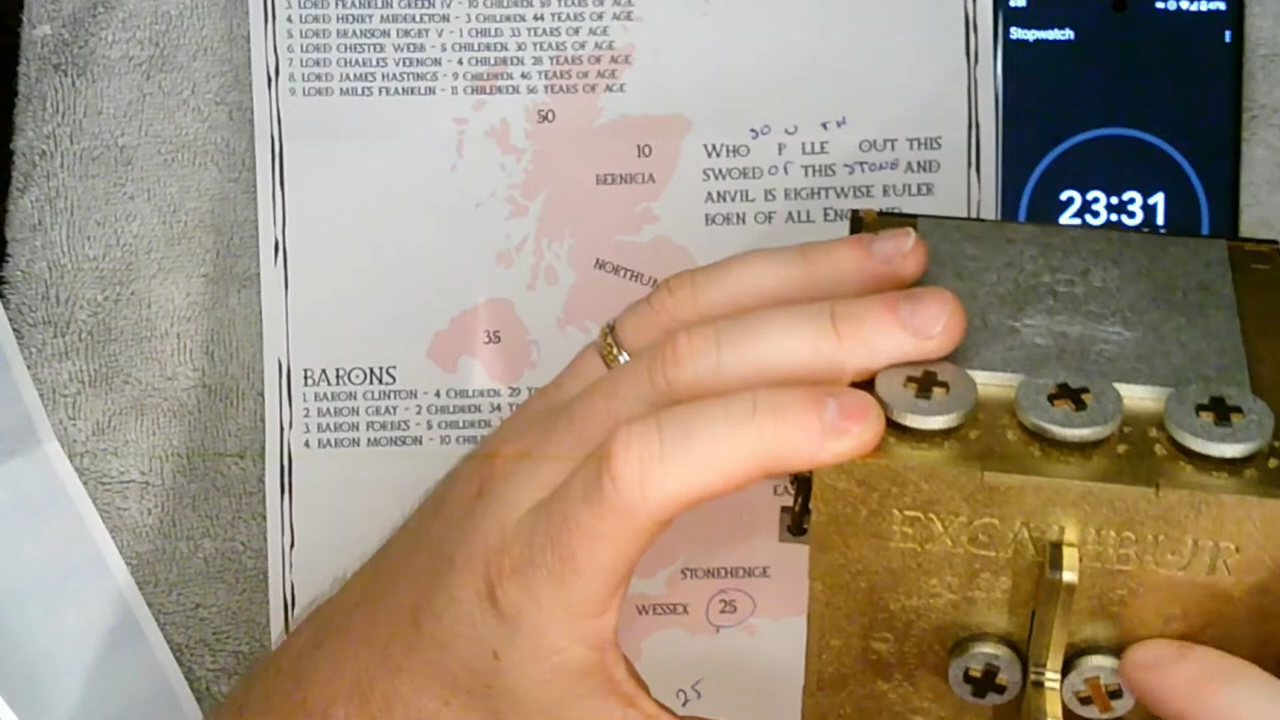 3. LORD FRANKLIN GREEN IV - 10 CHILDREN. 59 YEARS OF AGE
4. LORD HENRY MIDDLETON - 3 CHILDREN. 44 YEARS OF AGE
5. LORD BRANSON DIGBY V - 1 CHILD. 33 YEARS OF AGE
6. LORD CHESTER WEBB - 5 CHILDREN. 30 YEARS OF AGE
7. LORD CHARLES VERNON - 4 CHILDREN. 28 YEARS OF AGE
8. LORD JAMES HASTINGS - 9 CHILDREN. 46 YEARS OF AGE
9. LORD MILES FRANKLIN - 11 CHILDREN. 56 YEARS OF AGE
50
10
BERNICIA
NORTHUM
35
SO U TH
WHO P LLE OUT THIS
SWORD OF THIS STONE AND
ANVIL IS RIGHTWISE RULER
BORN OF ALL ENG
BARONS
1. BARON CLINTON - 4 CHILDREN. 29
2. BARON GRAY - 2 CHILDREN. 34
3. BARON FORBES - 5 CHILDREN.
4. BARON MONSON - 10
STONEHENGE
WESSEX 25
25
Stopwatch
23:31
EXCALIBUR